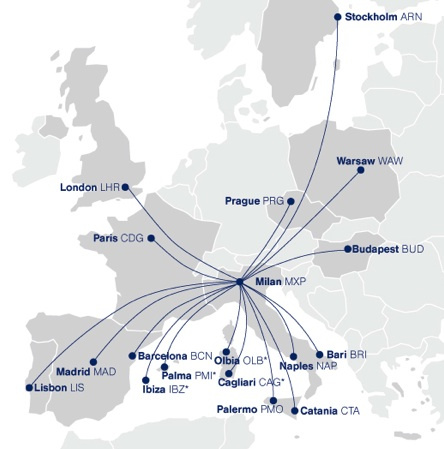 Stockholm ARN
Warsaw WAW
London LHR
Prague PRG
Paris CDG
Budapest BUD
Milan MXP
Barcelona BCN
Olbia OLB*
Bari BRI
Madrid MAD
Palma PMI*
Naples NAP
Lisbon LIS
Ibiza IBZ*
Cagliari CAG*
Palermo PMO
Catania CTA